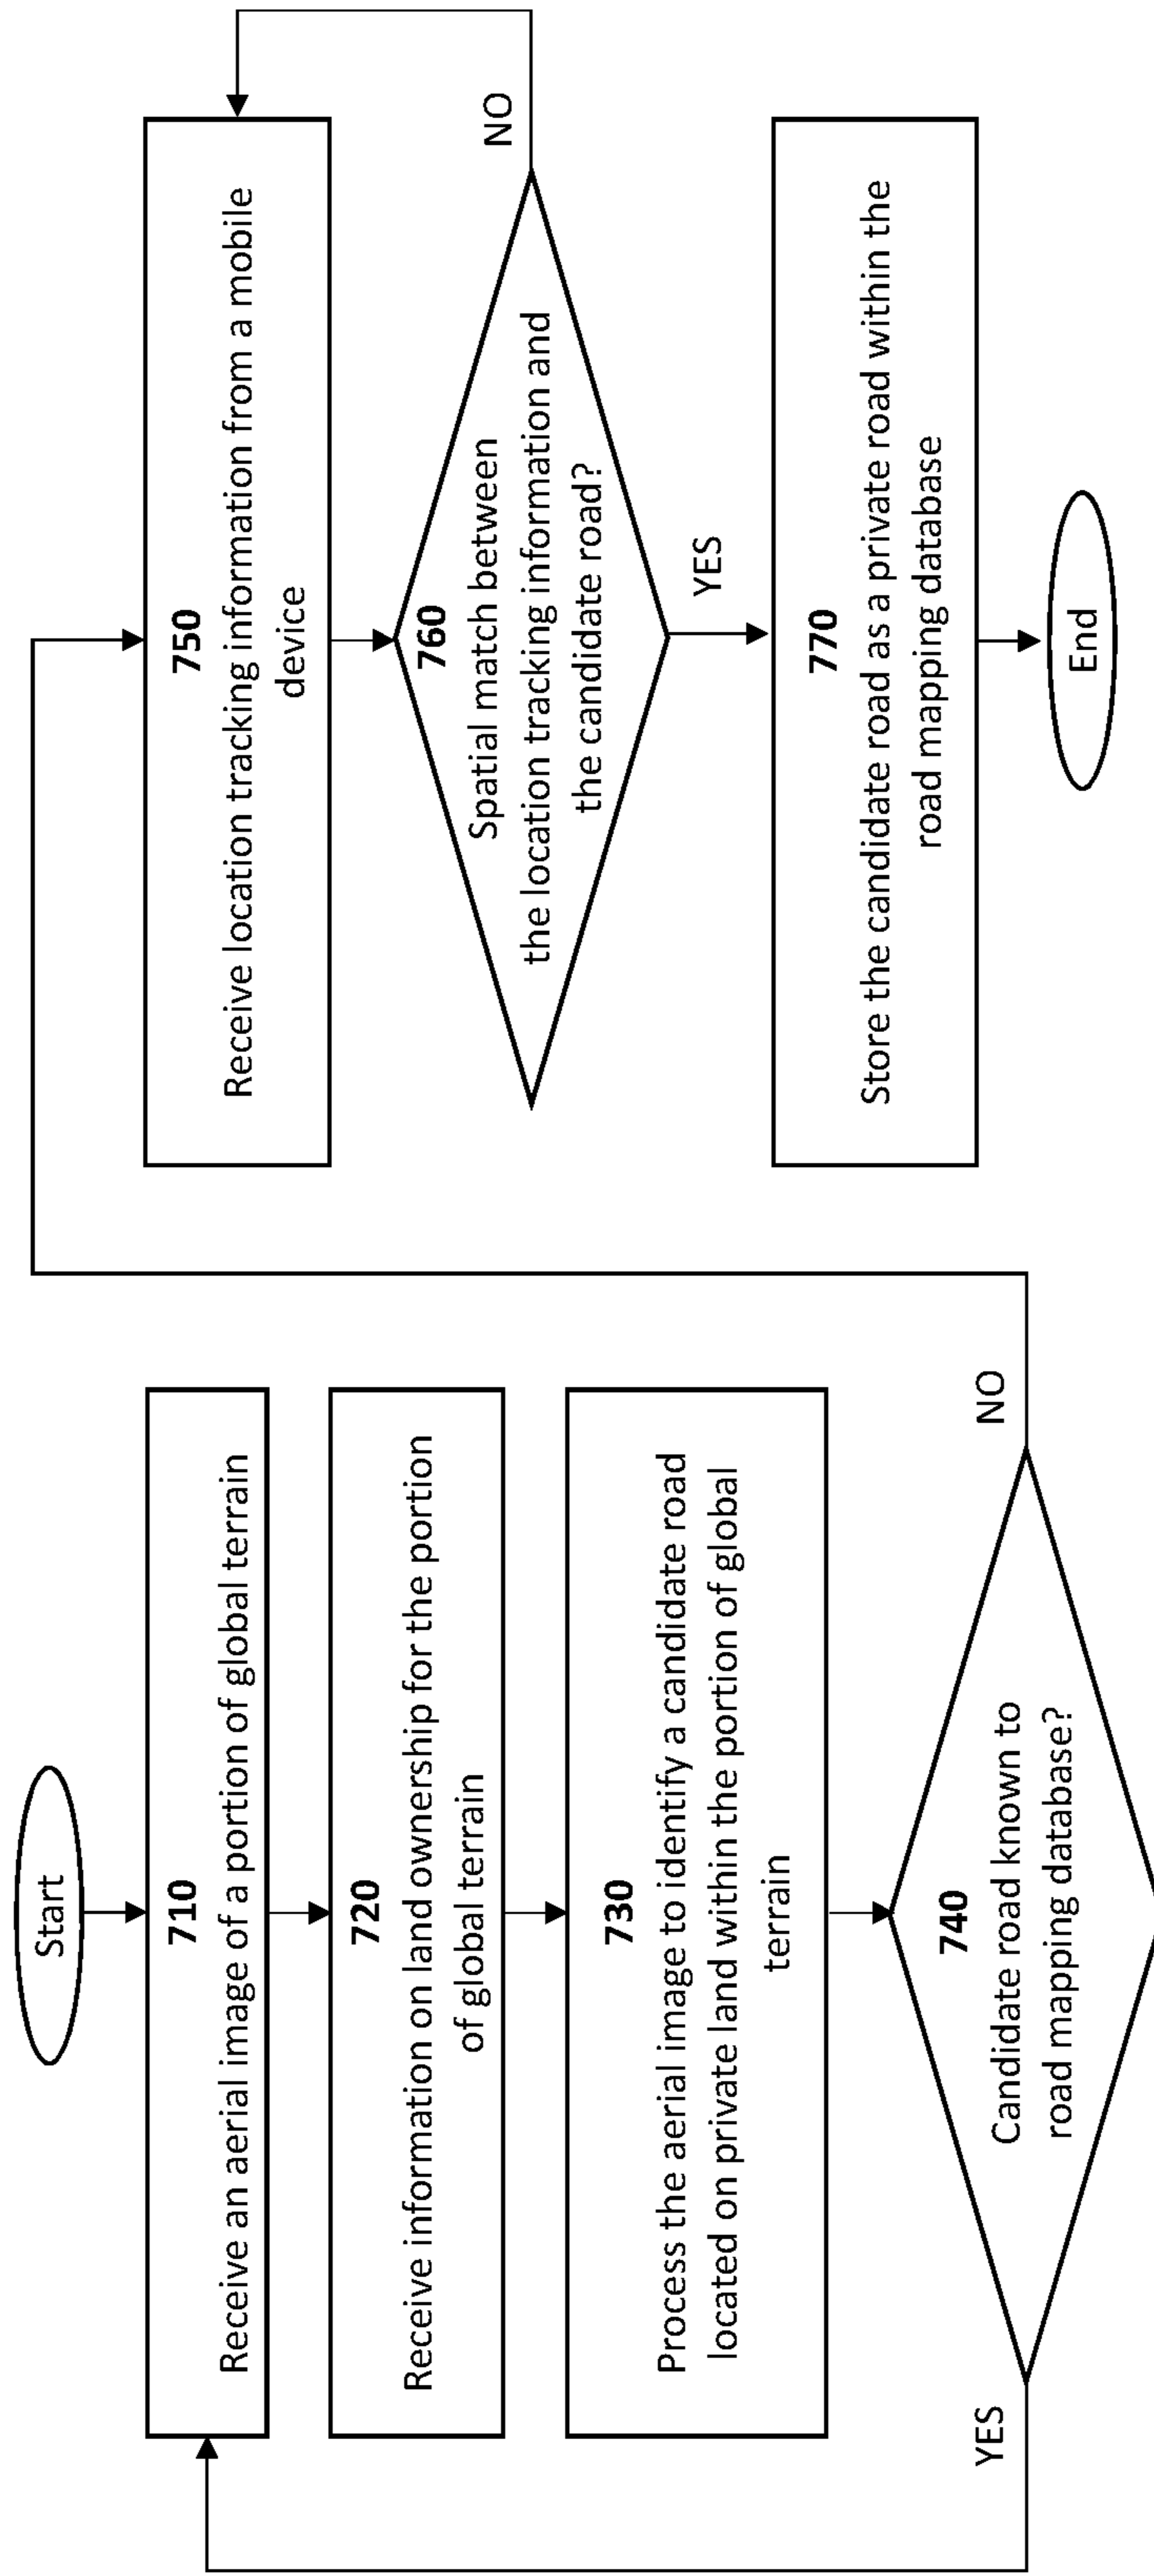 Start
710
Receive an aerial image of a portion of global terrain
720
Receive information on land ownership for the portion
of global terrain
730
Process the aerial image to identify a candidate road
located on private land within the portion of global
terrain
740
Candidate road known to
road mapping database?
YES
NO
750
Receive location tracking information from a mobile
device
760
Spatial match between
the location tracking information and
the candidate road?
NO
YES
770
Store the candidate road as a private road within the
road mapping database
End